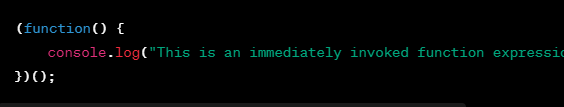 (function() {
    console.log("This is an immediately invoked function expressio
})();